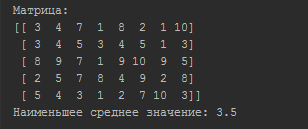 Матрица:
[[ 3  4  7  1  8  2  1 10]
 [ 3  4  5  3  4  5  1  3]
 [ 8  9  7  1  9 10  9  5]
 [ 2  5  7  8  4  9  2  8]
 [ 5  4  3  1  2  7 10  3]]
Наименьшее среднее значение: 3.5